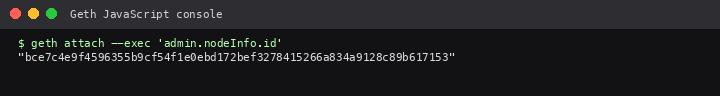 Geth JavaScript console
$ geth attach --exec 'admin.nodeInfo.id'
"bce7c4e9f4596355b9cf54f1e0ebd172bef3278415266a834a9128c89b617153"